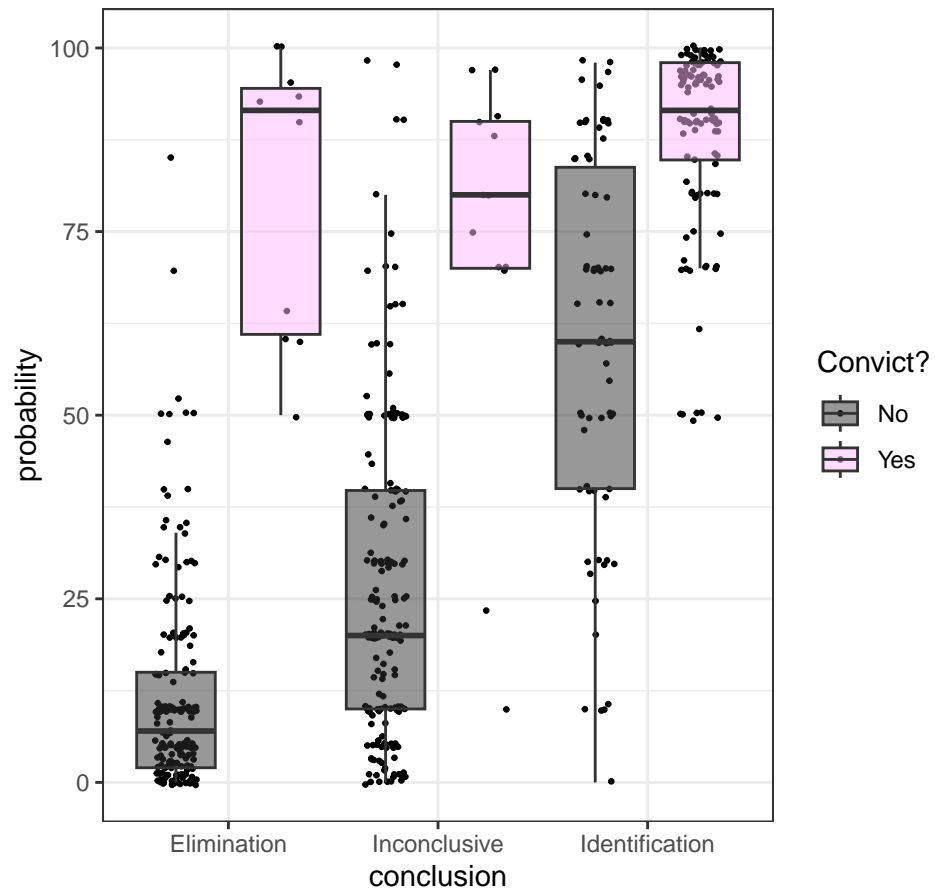 100
75
50
25
0
probability
Elimination
Inconclusive
Identification
conclusion
Convict?
No
Yes